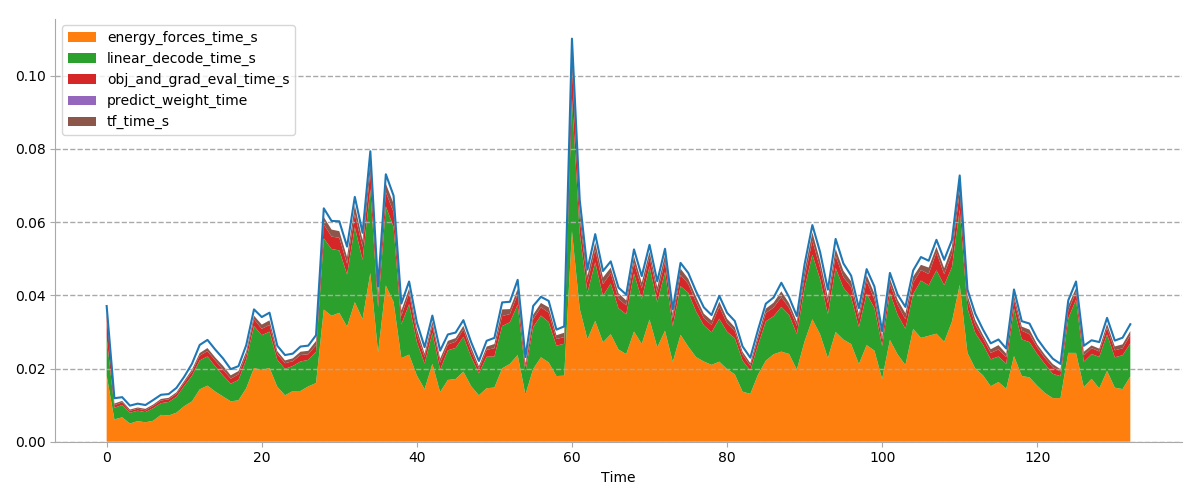 energy_forces_time_s
linear_decode_time_s
obj_and_grad_eval_time_s
predict_weight_time
tf_time_s
0.10
0.08
0.06
0.04
0.02
0.00
0 20 40 60 80 100 120
Time